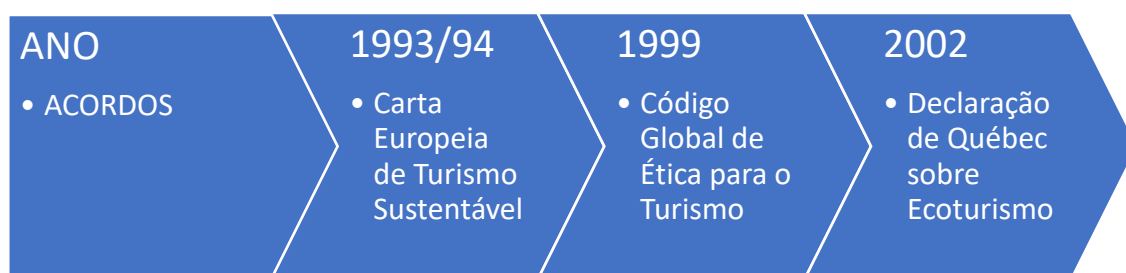 ANO
• ACORDOS
1993/94
• Carta
Europeia
de Turismo
Sustentável
1999
• Código
Global de
Ética para o
Turismo
2002
• Declaração
de Québec
sobre
Ecoturismo